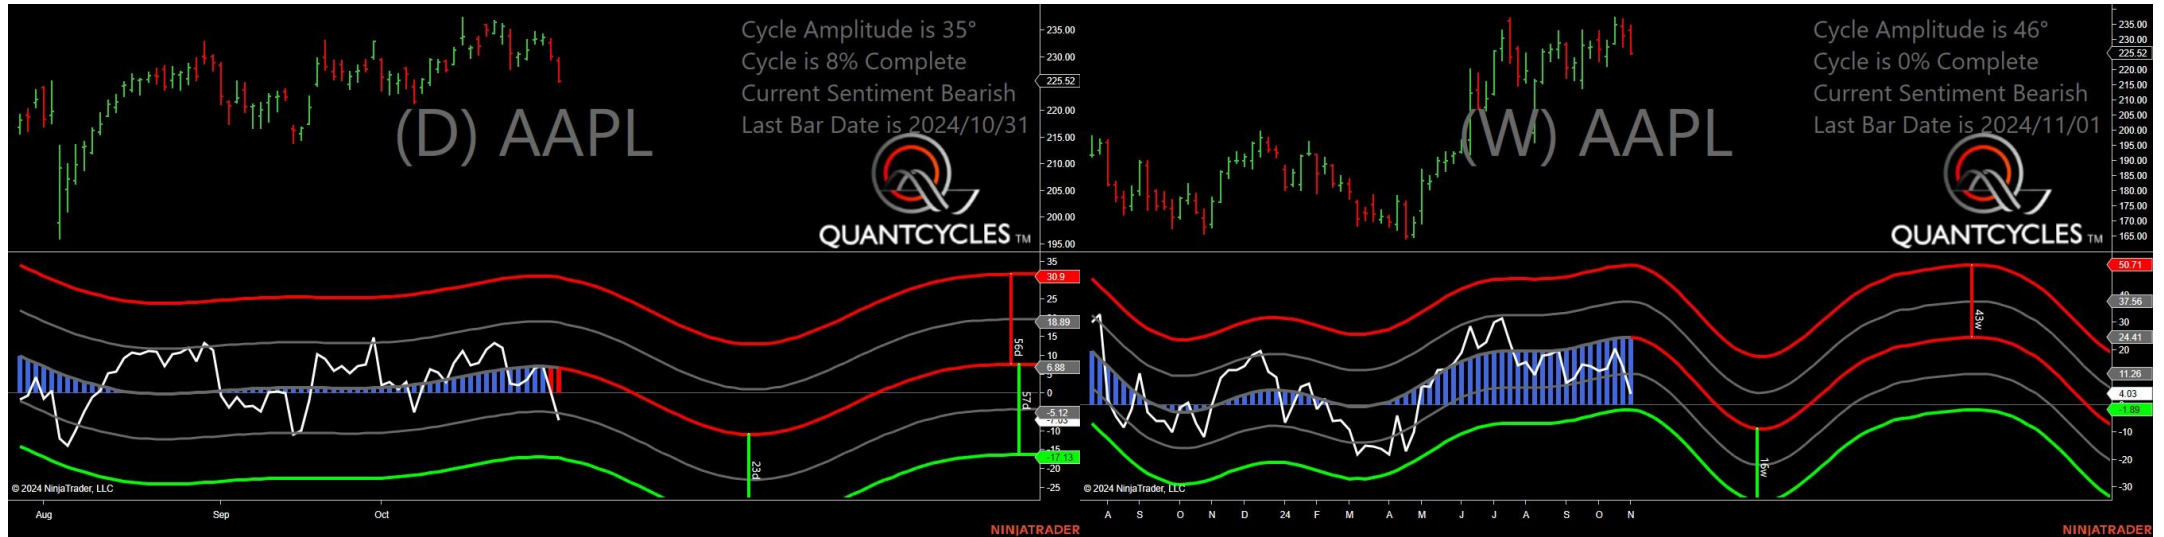 Cycle Amplitude is 35°
Cycle is 8% Complete
Current Sentiment Bearish
Last Bar Date is 2024/10/31
(D) AAPL
QUANTCYCLES TM
235.00
230.00
225.52
220.00
215.00
210.00
205.00
200.00
195.00
35
30.9
25
18.89
15
10
6.88
0
-5.12
-10
-17.13
-20
-25
56d
57d
23d
© 2024 NinjaTrader, LLC
Aug Sep Oct
NINJATRADER
Cycle Amplitude is 46°
Cycle is 0% Complete
Current Sentiment Bearish
Last Bar Date is 2024/11/01
(W) AAPL
QUANTCYCLES TM
235.00
230.00
225.52
220.00
215.00
210.00
205.00
200.00
195.00
190.00
185.00
180.00
175.00
170.00
165.00
50.71
37.56
30
24.41
20
11.26
4.03
-1.89
-10
-20
-30
43w
16w
© 2024 NinjaTrader, LLC
A S O N D 24 F M A M J J A S O N
NINJATRADER